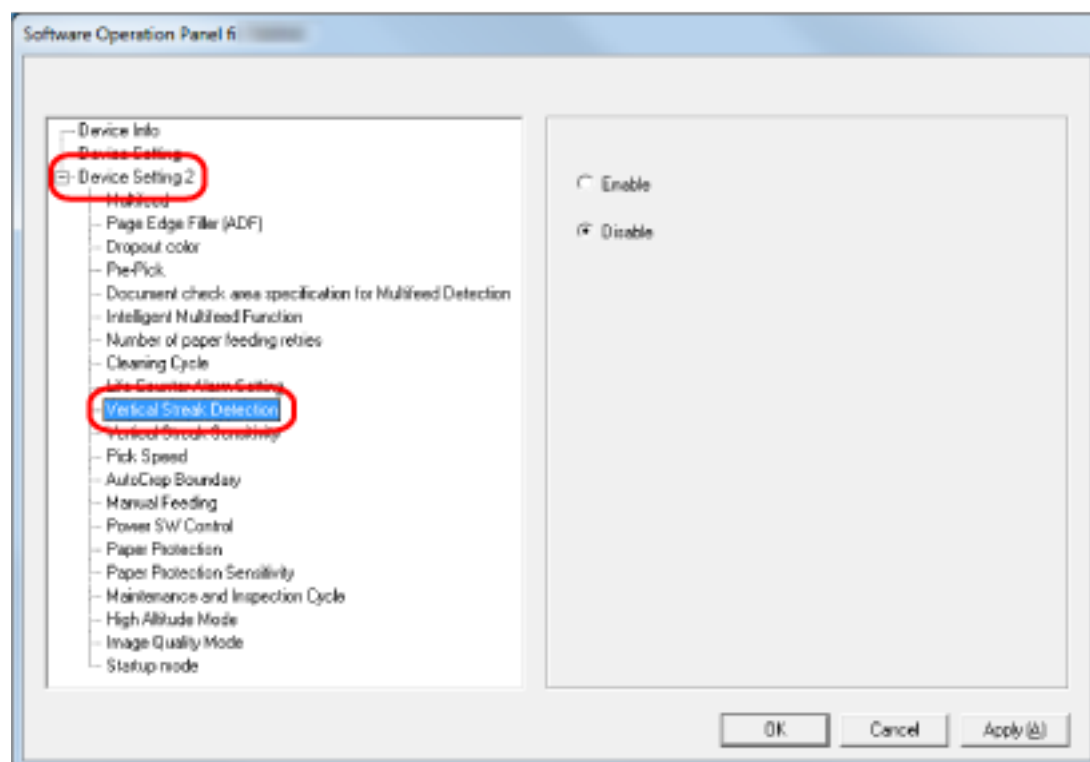 Software Operation Panel fi
Device Info
Device Setting
Device Setting 2
Multifeed
Page Edge Filler (ADF)
Dropout color
Pre-Pick
Document check area specification for Multifeed Detection
Intelligent Multifeed Function
Number of paper feeding retries
Cleaning Cycle
Life Counter Alarm Setting
Vertical Streak Detection
Vertical Streak Sensitivity
Pick Speed
AutoCrop Boundary
Manual Feeding
Power SW Control
Paper Protection
Paper Protection Sensitivity
Maintenance and Inspection Cycle
High Altitude Mode
Image Quality Mode
Startup mode
Enable
Disable
OK Cancel Apply (A)